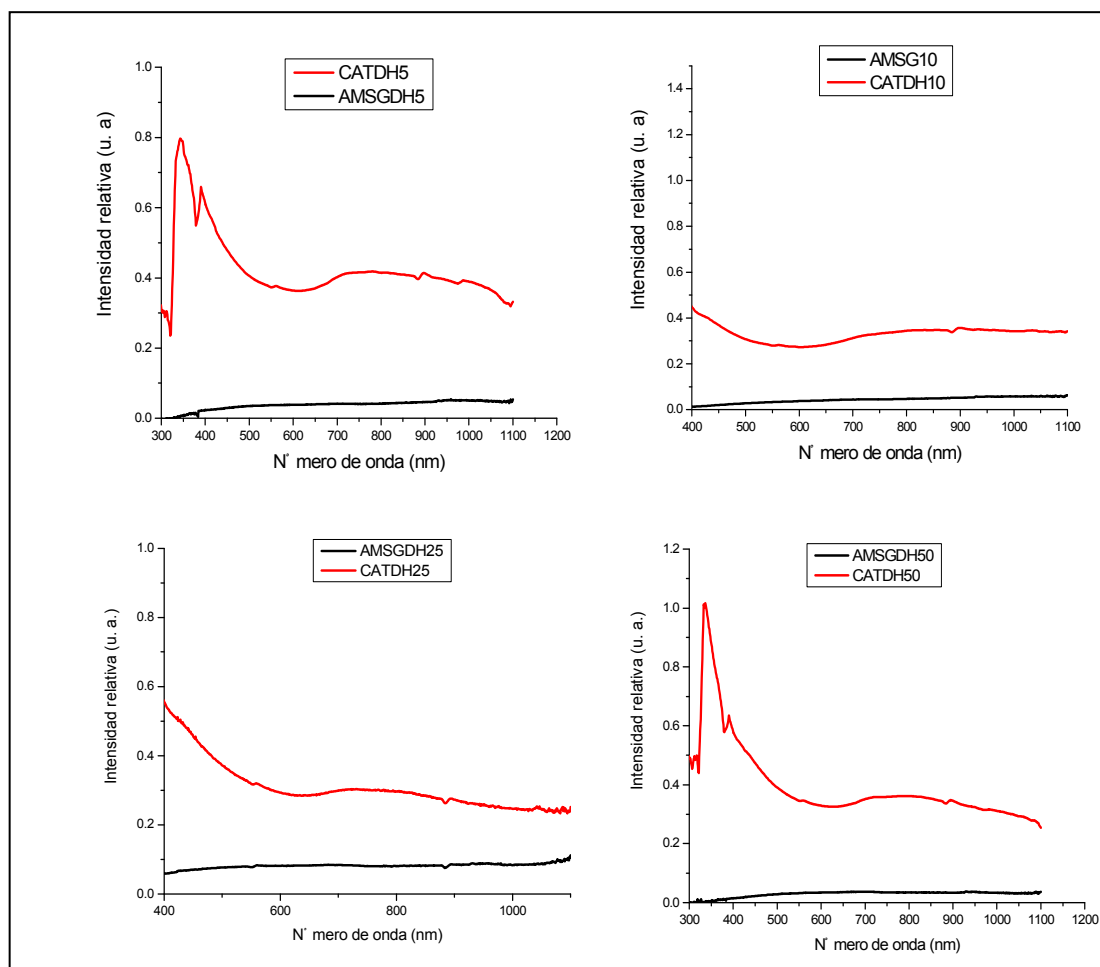 CATDH5
AMSGDH5
Intensidad relativa (u. a)
1.0
0.8
0.6
0.4
0.2
0.0
300 400 500 600 700 800 900 1000 1100 1200
N˚ mero de onda (nm)
AMSG10
CATDH10
Intensidad relativa (u. a)
1.4
1.2
1.0
0.8
0.6
0.4
0.2
0.0
400 500 600 700 800 900 1000 1100
N˚ mero de onda (nm)
AMSGDH25
CATDH25
Intensidad relativa (u. a.)
1.0
0.8
0.6
0.4
0.2
0.0
400 600 800 1000
N˚ mero de onda (nm)
AMSGDH50
CATDH50
Intensidad relativa (u. a.)
1.2
1.0
0.8
0.6
0.4
0.2
0.0
300 400 500 600 700 800 900 1000 1100 1200
N˚ mero de onda (nm)